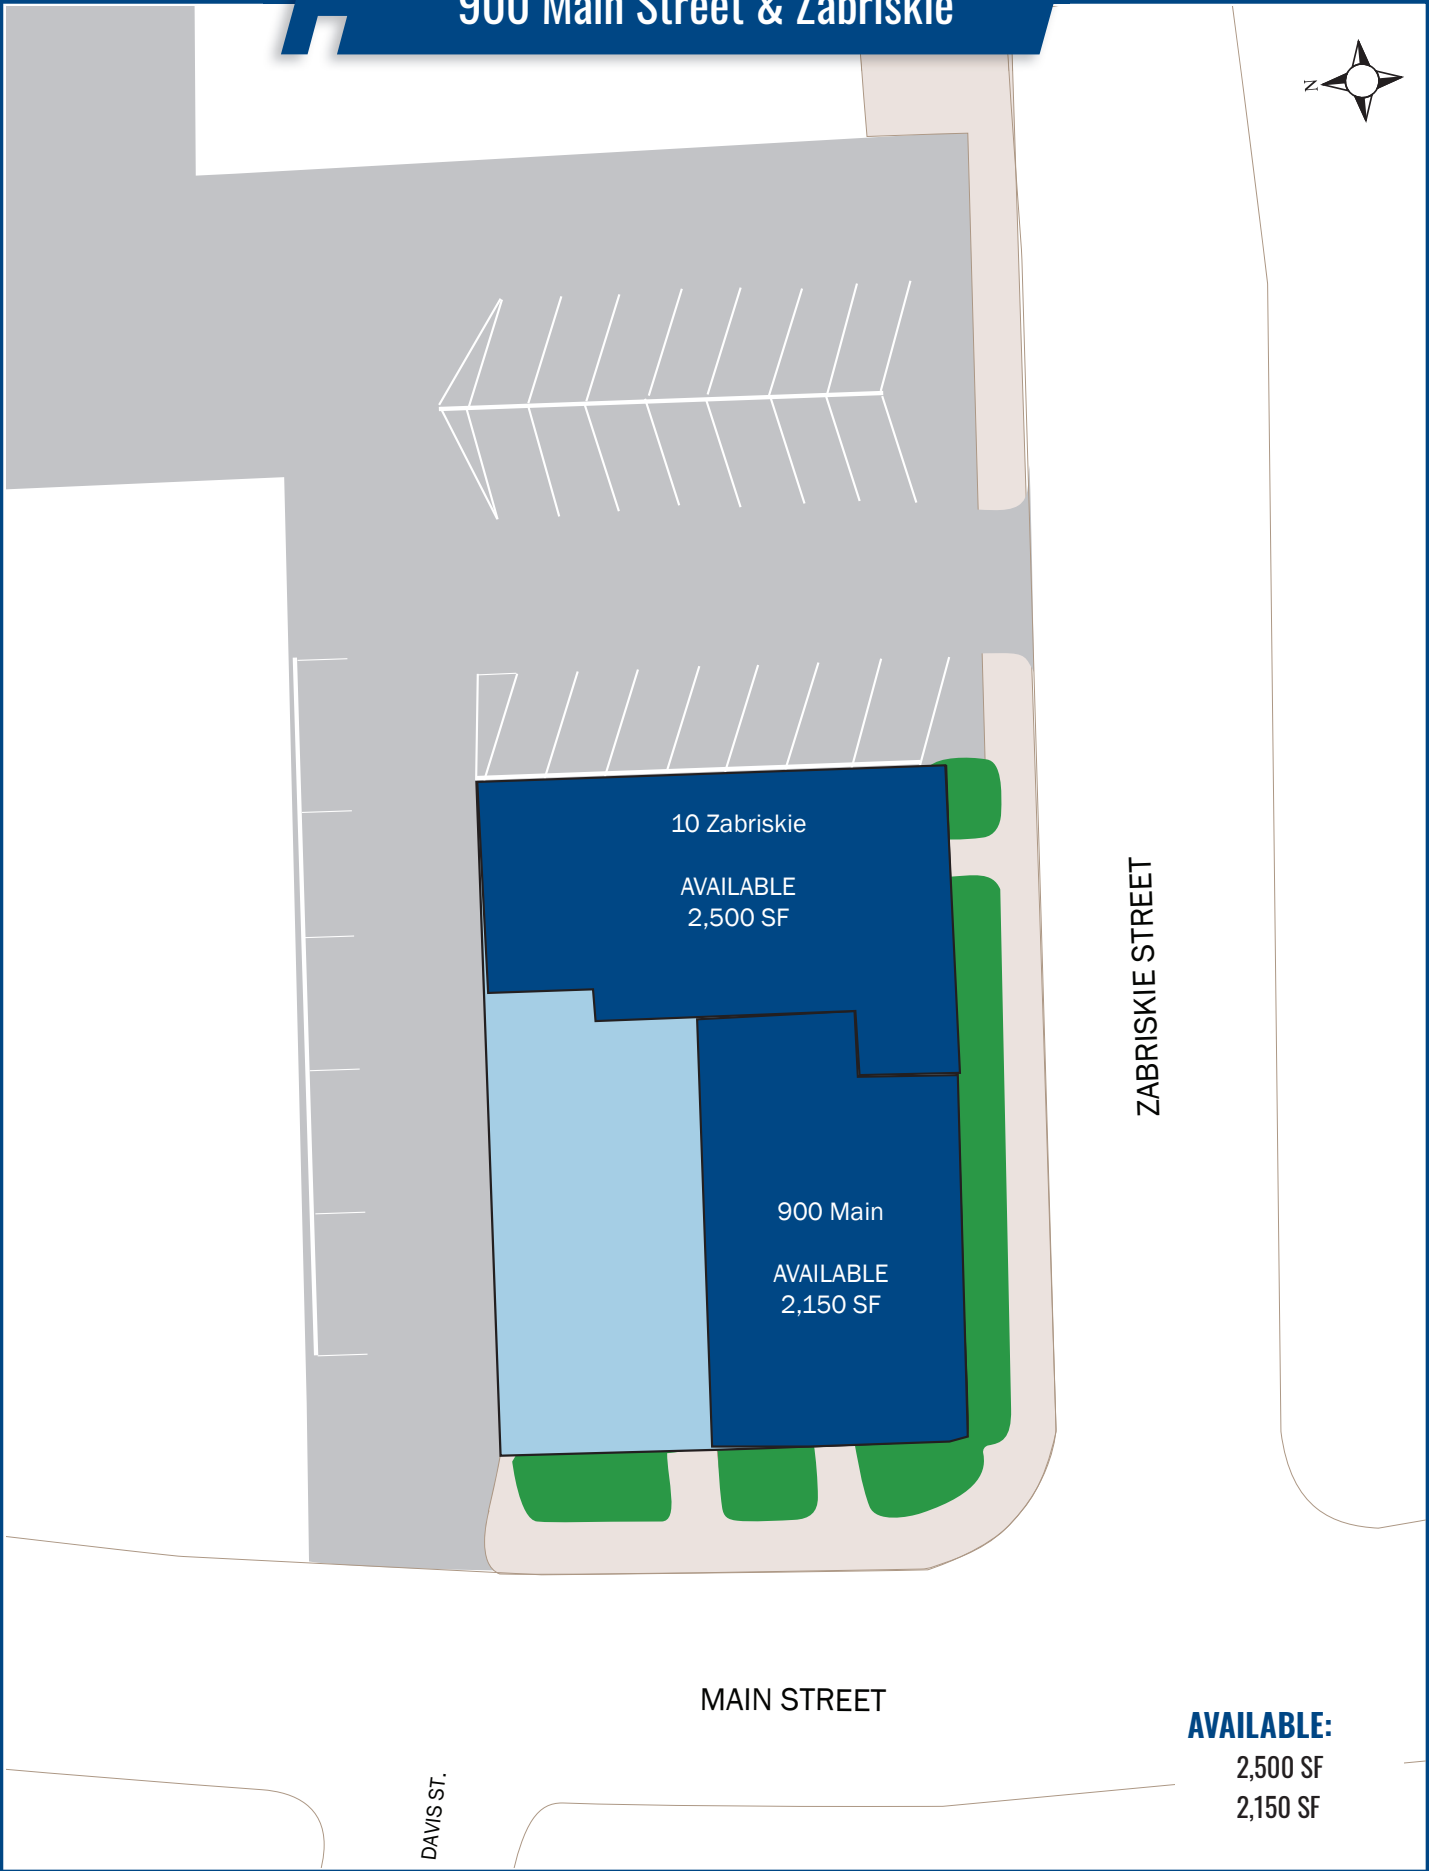 900 Main Street & Zabriskie
N
10 Zabriskie
AVAILABLE
2,500 SF
ZABRISKIE STREET
900 Main
AVAILABLE
2,150 SF
MAIN STREET
DAVIS ST.
AVAILABLE:
2,500 SF
2,150 SF